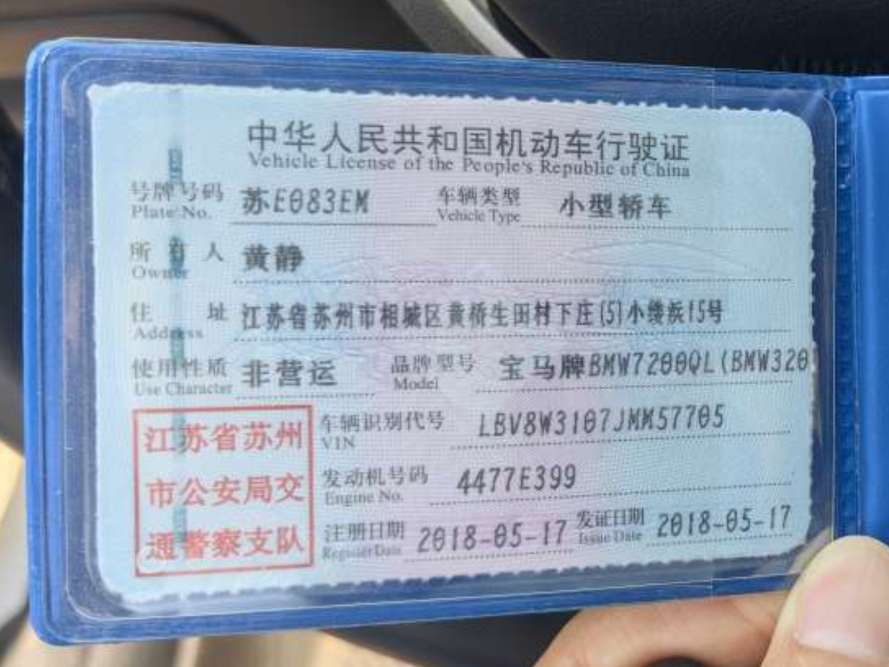 中华人民共和国机动车行驶证
Vehicle License of the People's Republic of China
号牌号码 苏E083EM 车辆类型 小型轿车
Plate No. Vehicle Type
所有人 黄静
Owner
住址 江苏省苏州市相城区黄桥生田村下庄(5)小缕浜15号
Address
使用性质 非营运 品牌型号 宝马牌BMW7200QL(BMW320
Use Character Model
江苏省苏州
市公安局交
通警察支队
车辆识别代号 LBV8W3107JMM57705
VIN
发动机号码 4477E399
Engine No.
注册日期 2018-05-17 发证日期 2018-05-17
Register Date Issue Date